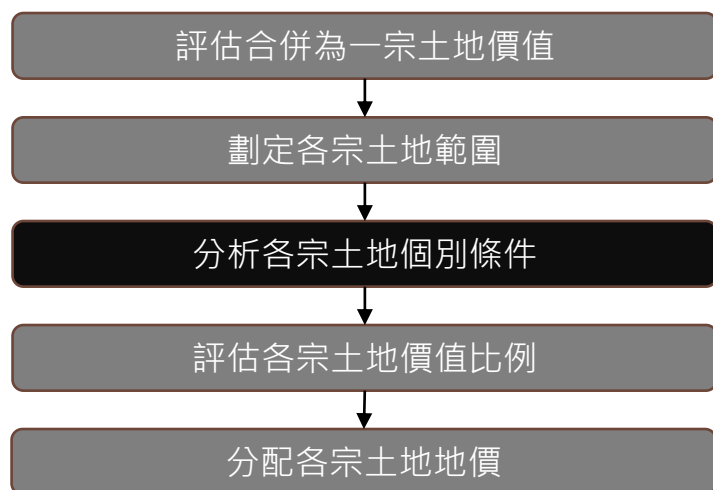 評估合併為一宗土地價值
劃定各宗土地範圍
分析各宗土地個別條件
評估各宗土地價值比例
分配各宗土地地價